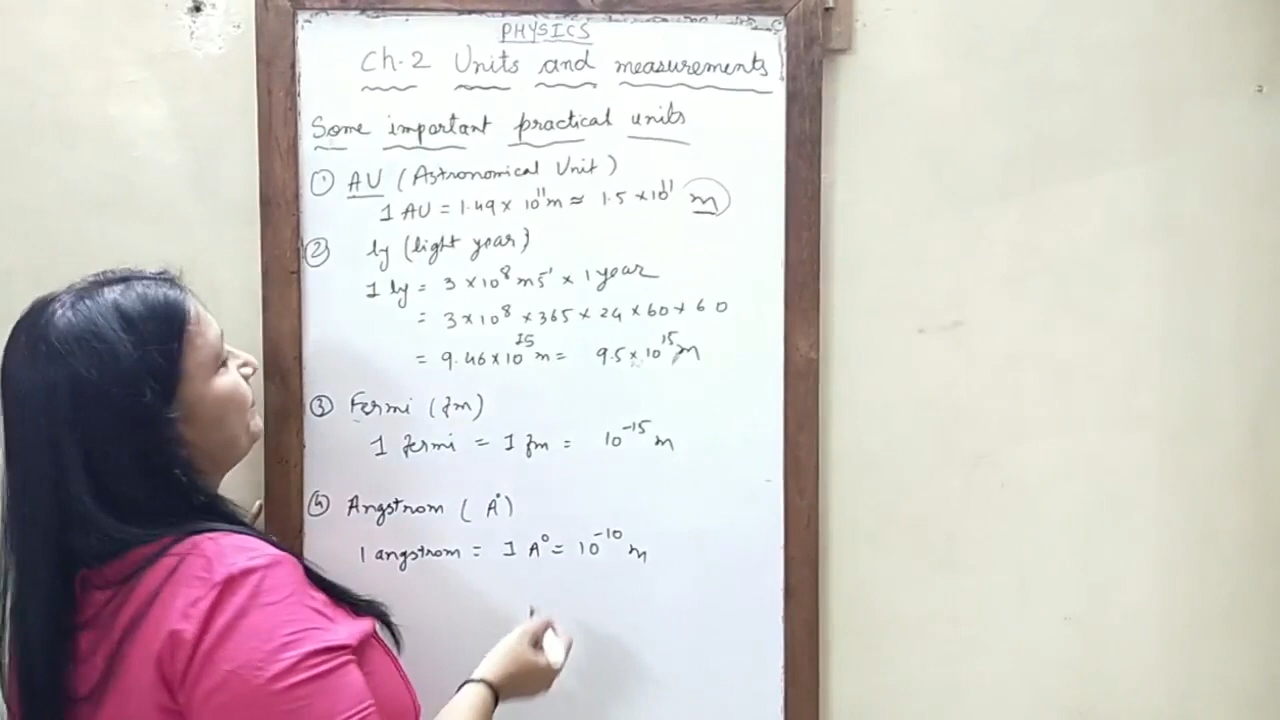 PHYSICS
Ch.2 Units and measurements
Some important practical units
① AU (Astronomical Unit)
1 AU = 1.49 × 10¹¹ m ≈ 1.5 × 10¹¹ m
② ly (light year)
1 ly = 3 × 10⁸ ms⁻¹ × 1 year
= 3 × 10⁸ × 365 × 24 × 60 × 60
= 9.46 × 10¹⁵ m = 9.5 × 10¹⁵ m
③ Fermi (fm)
1 fermi = 1 fm = 10⁻¹⁵ m
④ Angstrom (A°)
1 angstrom = 1 A° = 10⁻¹⁰ m